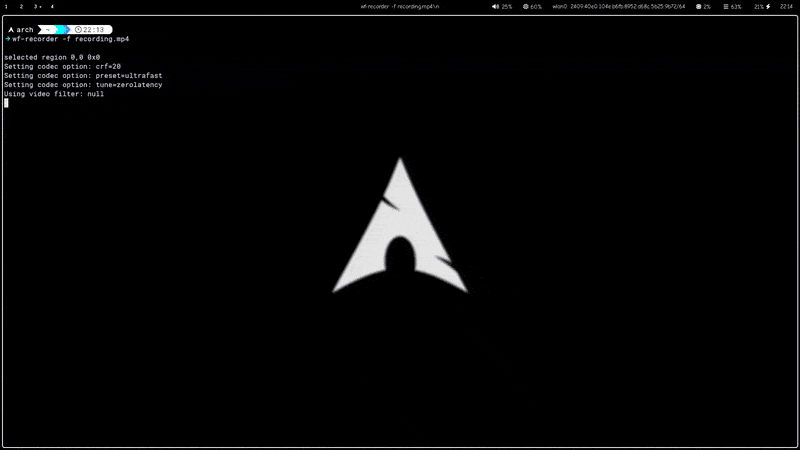 1 2 3 4 wf-recorder -f recording.mp4\n 25% 60% wlan0: 2409:40e0:104e:b6fb:8952:d68c:5b25:9b72/64 2% 63% 21% 22:14
arch ~ 22:13
wf-recorder -f recording.mp4
selected region 0,0 0x0
Setting codec option: crf=20
Setting codec option: preset=ultrafast
Setting codec option: tune=zerolatency
Using video filter: null